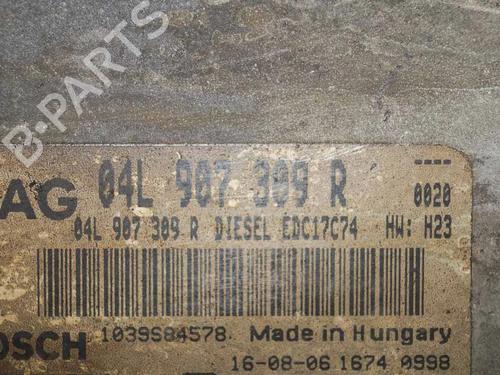 B-PARTS
AG 04L 907 309 R ----
0020
04L 907 309 R DIESEL EDC17C74 HW: H23
1039S84578 Made in Hungary
OSCH 16-08-06 1674 0998